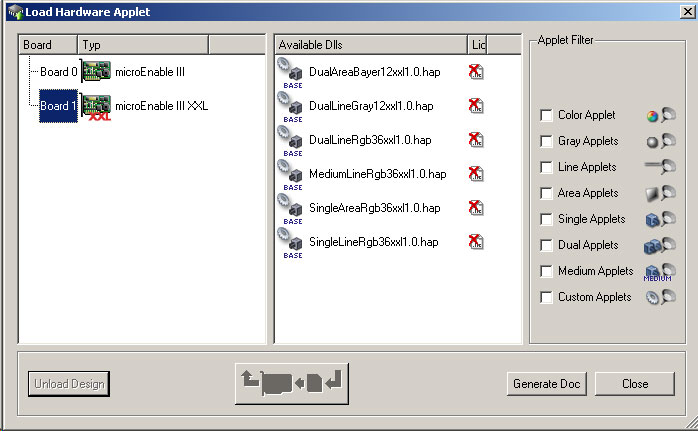 Load Hardware Applet
Board Typ
Board 0 microEnable III
Board 1 XXL microEnable III XXL
Available Dlls Lic
BASE DualAreaBayer12xxl1.0.hap
BASE DualLineGray12xxl1.0.hap
BASE DualLineRgb36xxl1.0.hap
BASE MediumLineRgb36xxl1.0.hap
BASE SingleAreaRgb36xxl1.0.hap
BASE SingleLineRgb36xxl1.0.hap
Applet Filter
Color Applet
Gray Applets
Line Applets
Area Applets
Single Applets
Dual Applets
Medium Applets MEDIUM
Custom Applets
Unload Design Generate Doc Close